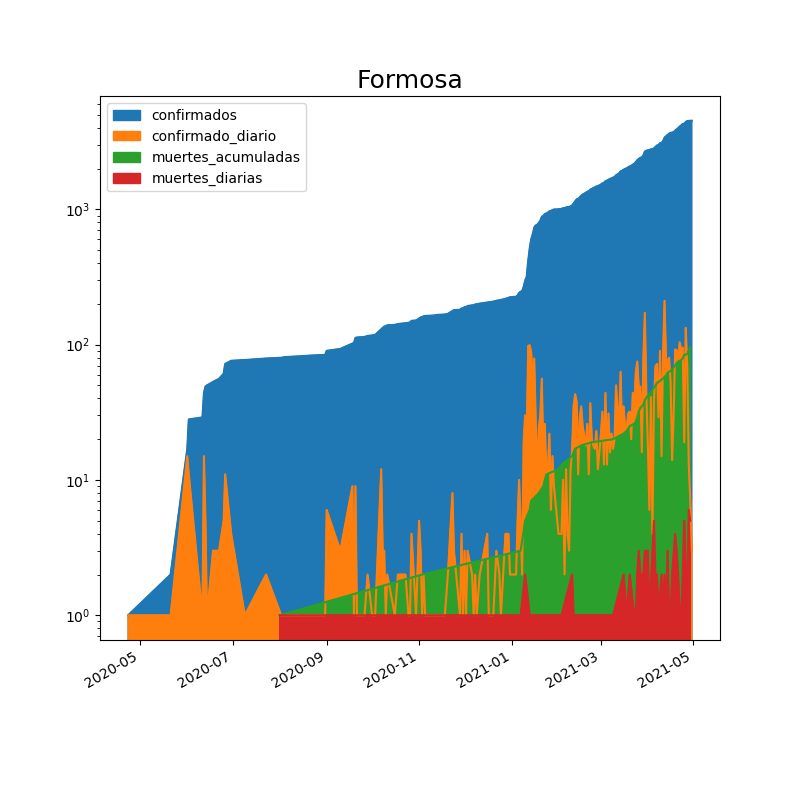 Formosa
confirmados
confirmado_diario
muertes_acumuladas
muertes_diarias
10³
10²
10¹
10⁰
2020-05 2020-07 2020-09 2020-11 2021-01 2021-03 2021-05